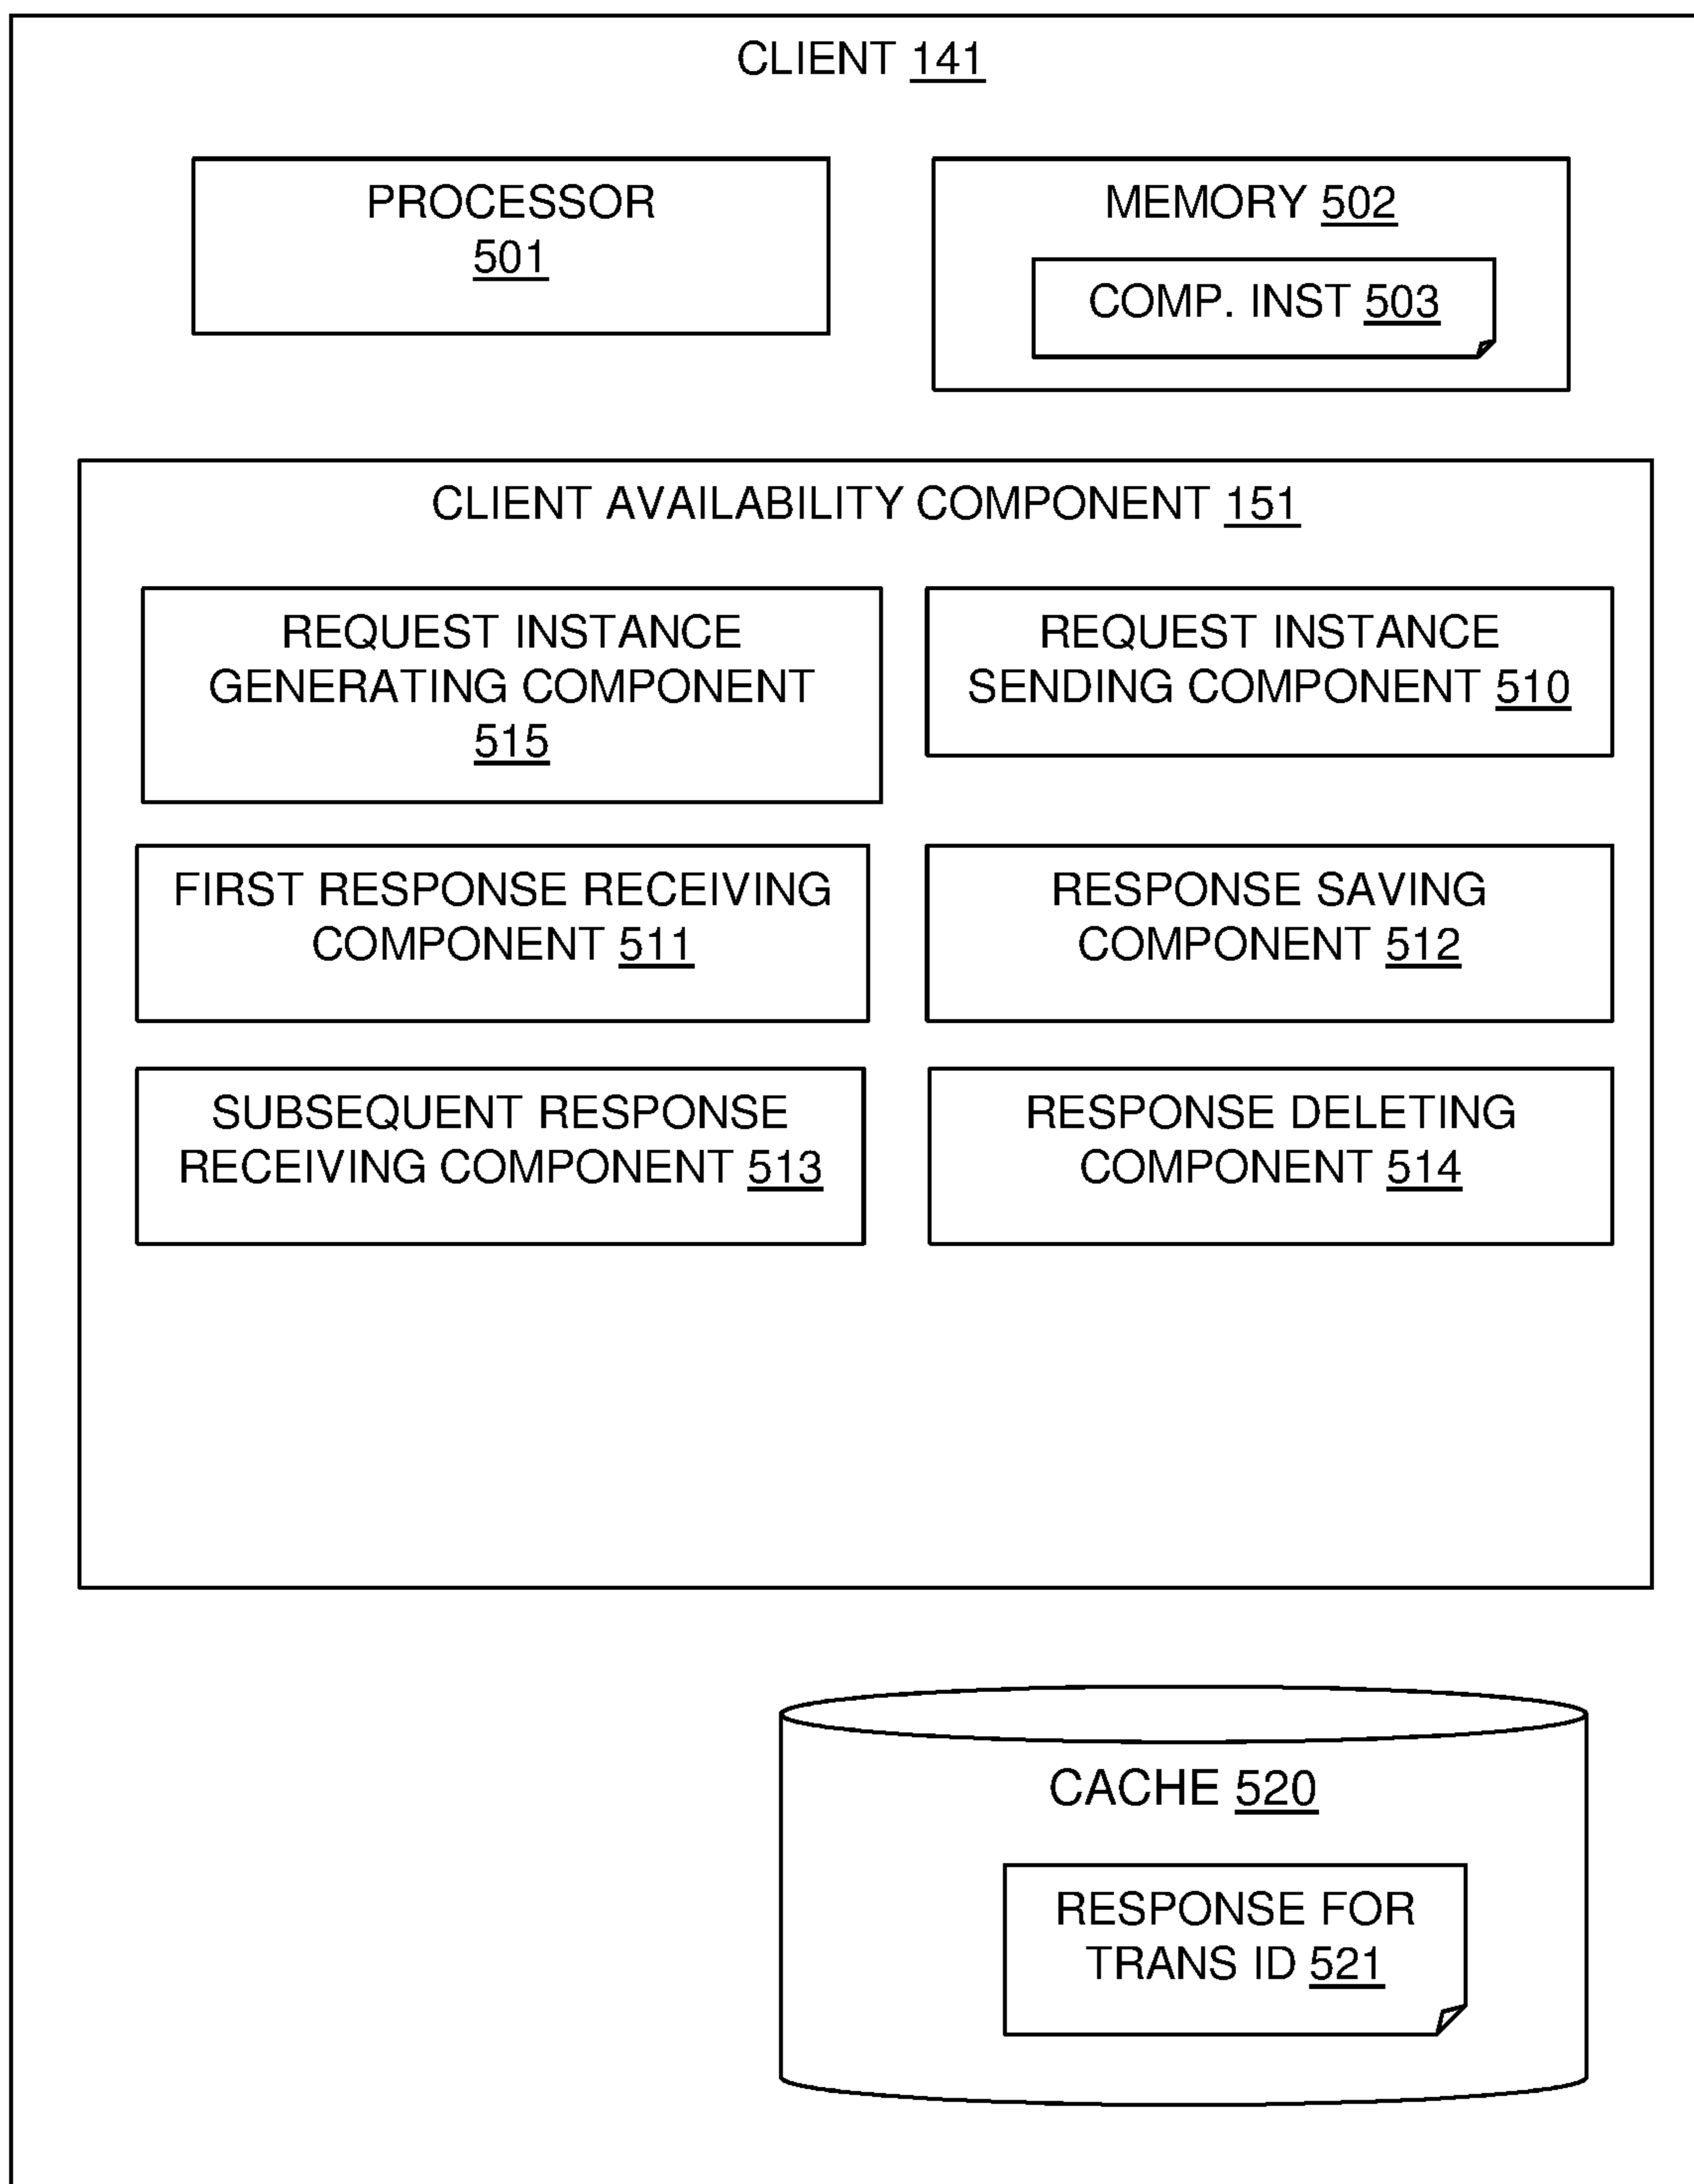 CLIENT 141
PROCESSOR
501
MEMORY 502
COMP. INST 503
CLIENT AVAILABILITY COMPONENT 151
REQUEST INSTANCE
GENERATING COMPONENT
515
REQUEST INSTANCE
SENDING COMPONENT 510
FIRST RESPONSE RECEIVING
COMPONENT 511
RESPONSE SAVING
COMPONENT 512
SUBSEQUENT RESPONSE
RECEIVING COMPONENT 513
RESPONSE DELETING
COMPONENT 514
CACHE 520
RESPONSE FOR
TRANS ID 521